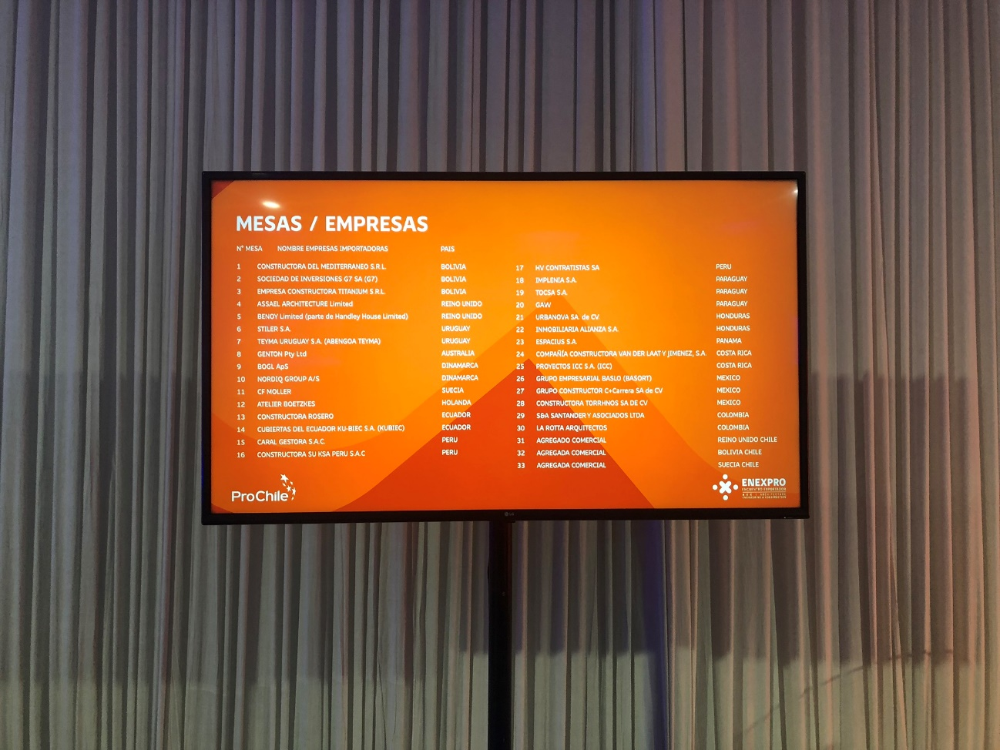 MESAS / EMPRESAS
N° MESA NOMBRE EMPRESAS IMPORTADORAS PAIS
1 CONSTRUCTORA DEL MEDITERRANEO S.R.L. BOLIVIA
2 SOCIEDAD DE INVERSIONES G7 SA (G7) BOLIVIA
3 EMPRESA CONSTRUCTORA TITANIUM S.R.L. BOLIVIA
4 ASSAEL ARCHITECTURE Limited REINO UNIDO
5 BENOY Limited (parte de Handley House Limited) REINO UNIDO
6 STILER S.A. URUGUAY
7 TEYMA URUGUAY S.A. (ABENGOA TEYMA) URUGUAY
8 GENTON Pty Ltd AUSTRALIA
9 BOGL ApS DINAMARCA
10 NORDIQ GROUP A/S DINAMARCA
11 CF MOLLER SUECIA
12 ATELIER BOETZKES HOLANDA
13 CONSTRUCTORA ROSERO ECUADOR
14 CUBIERTAS DEL ECUADOR KU-BIEC S.A. (KUBIEC) ECUADOR
15 CARAL GESTORA S.A.C. PERU
16 CONSTRUCTORA SU KSA PERU S.A.C PERU
17 HV CONTRATISTAS SA PERU
18 IMPLENIA S.A. PARAGUAY
19 TOCSA S.A. PARAGUAY
20 GAW PARAGUAY
21 URBANOVA SA. de CV HONDURAS
22 INMOBILIARIA ALIANZA S.A. HONDURAS
23 ESPACIUS S.A. PANAMA
24 COMPAÑÍA CONSTRUCTORA VAN DER LAAT Y JIMENEZ, S.A. COSTA RICA
25 PROYECTOS ICC S.A. (ICC) COSTA RICA
26 GRUPO EMPRESARIAL BASLO (BASORT) MEXICO
27 GRUPO CONSTRUCTOR C+Carrera SA de CV MEXICO
28 CONSTRUCTORA TORRHNOS SA DE CV MEXICO
29 S&A SANTANDER Y ASOCIADOS LTDA COLOMBIA
30 LA ROTTA ARQUITECTOS COLOMBIA
31 AGREGADO COMERCIAL REINO UNIDO CHILE
32 AGREGADA COMERCIAL BOLIVIA CHILE
33 AGREGADA COMERCIAL SUECIA CHILE
ProChile
ENEXPRO
ENCUENTRO EXPORTADOR
AEC | ARCHITECTURE
ENGINEERING & CONSTRUCTION
LG